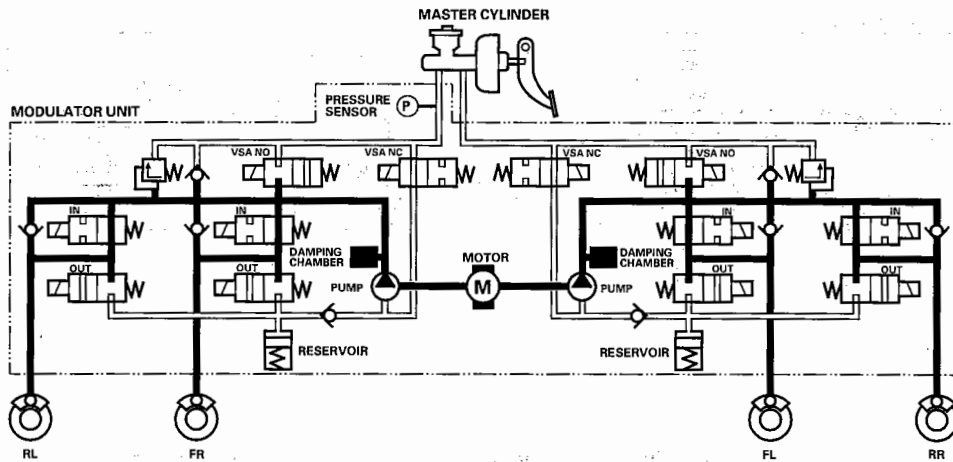 MASTER CYLINDER
PRESSURE
SENSOR
P
MODULATOR UNIT
VSA NO
VSA NC
VSA NC
VSA NO
IN
IN
IN
IN
DAMPING
CHAMBER
MOTOR
DAMPING
CHAMBER
OUT
OUT
OUT
OUT
PUMP
M
PUMP
RESERVOIR
RESERVOIR
RL
FR
FL
RR